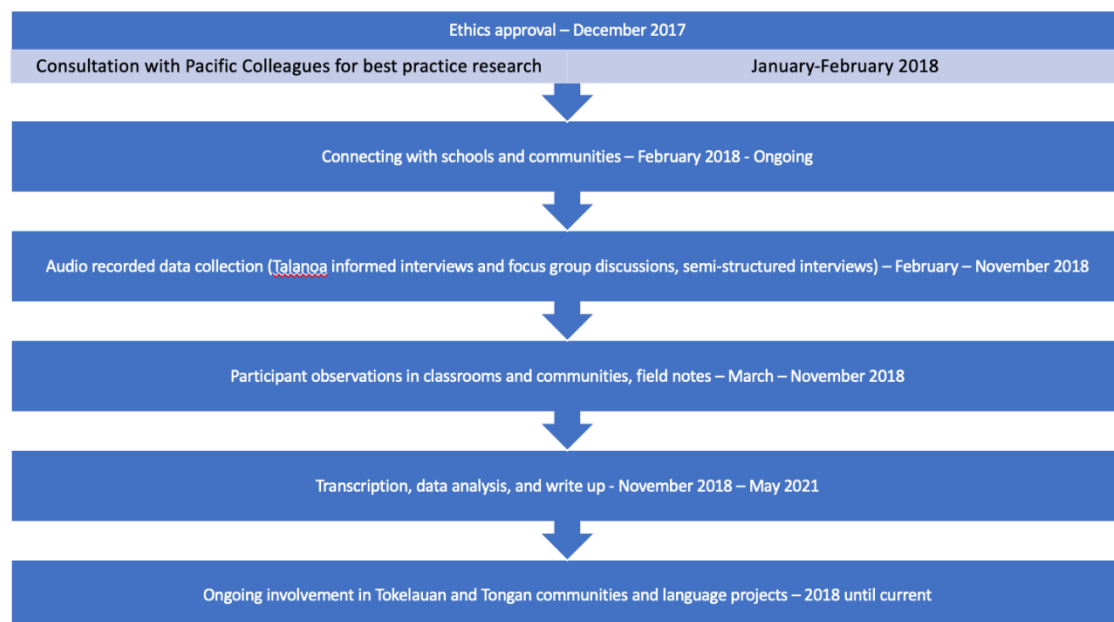 Ethics approval – December 2017
Consultation with Pacific Colleagues for best practice research
January-February 2018
Connecting with schools and communities – February 2018 - Ongoing
Audio recorded data collection (Talanoa informed interviews and focus group discussions, semi-structured interviews) – February – November 2018
Participant observations in classrooms and communities, field notes – March – November 2018
Transcription, data analysis, and write up - November 2018 – May 2021
Ongoing involvement in Tokelauan and Tongan communities and language projects – 2018 until current